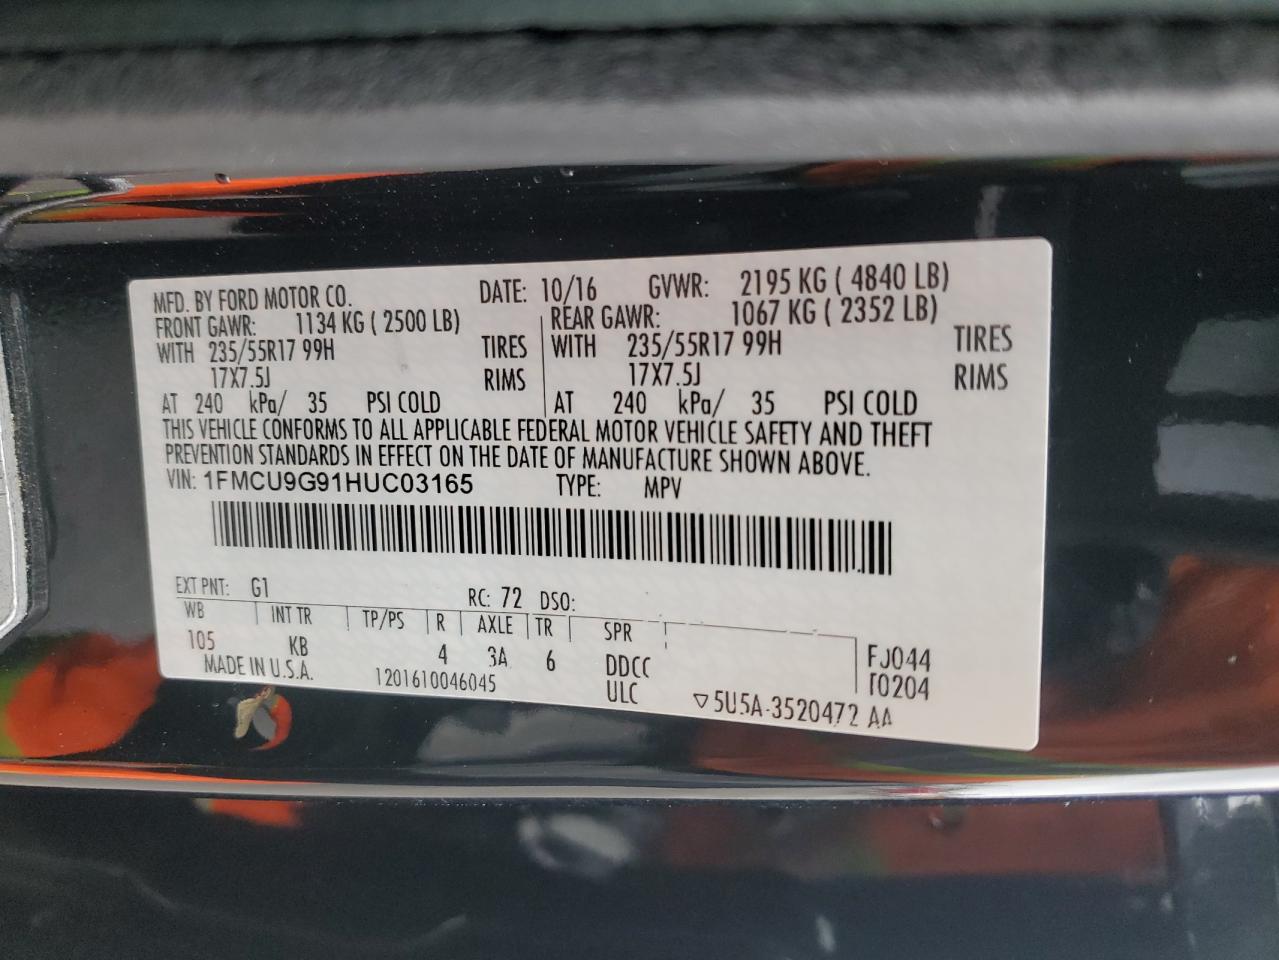 MFD. BY FORD MOTOR CO. DATE: 10/16 GVWR: 2195 KG ( 4840 LB)
FRONT GAWR: 1134 KG ( 2500 LB) REAR GAWR: 1067 KG ( 2352 LB)
WITH 235/55R17 99H TIRES WITH 235/55R17 99H TIRES
17X7.5J RIMS 17X7.5J RIMS
AT 240 kPa/ 35 PSI COLD AT 240 kPa/ 35 PSI COLD
THIS VEHICLE CONFORMS TO ALL APPLICABLE FEDERAL MOTOR VEHICLE SAFETY AND THEFT
PREVENTION STANDARDS IN EFFECT ON THE DATE OF MANUFACTURE SHOWN ABOVE.
VIN: 1FMCU9G91HUC03165 TYPE: MPV
EXT PNT: G1 RC: 72 DSO:
WB INT TR TP/PS R AXLE TR SPR
105 KB 4 3A 6 DDCC FJ044
MADE IN U.S.A. 1201610046045 ULC ▽5U5A-3520472 AA T0204